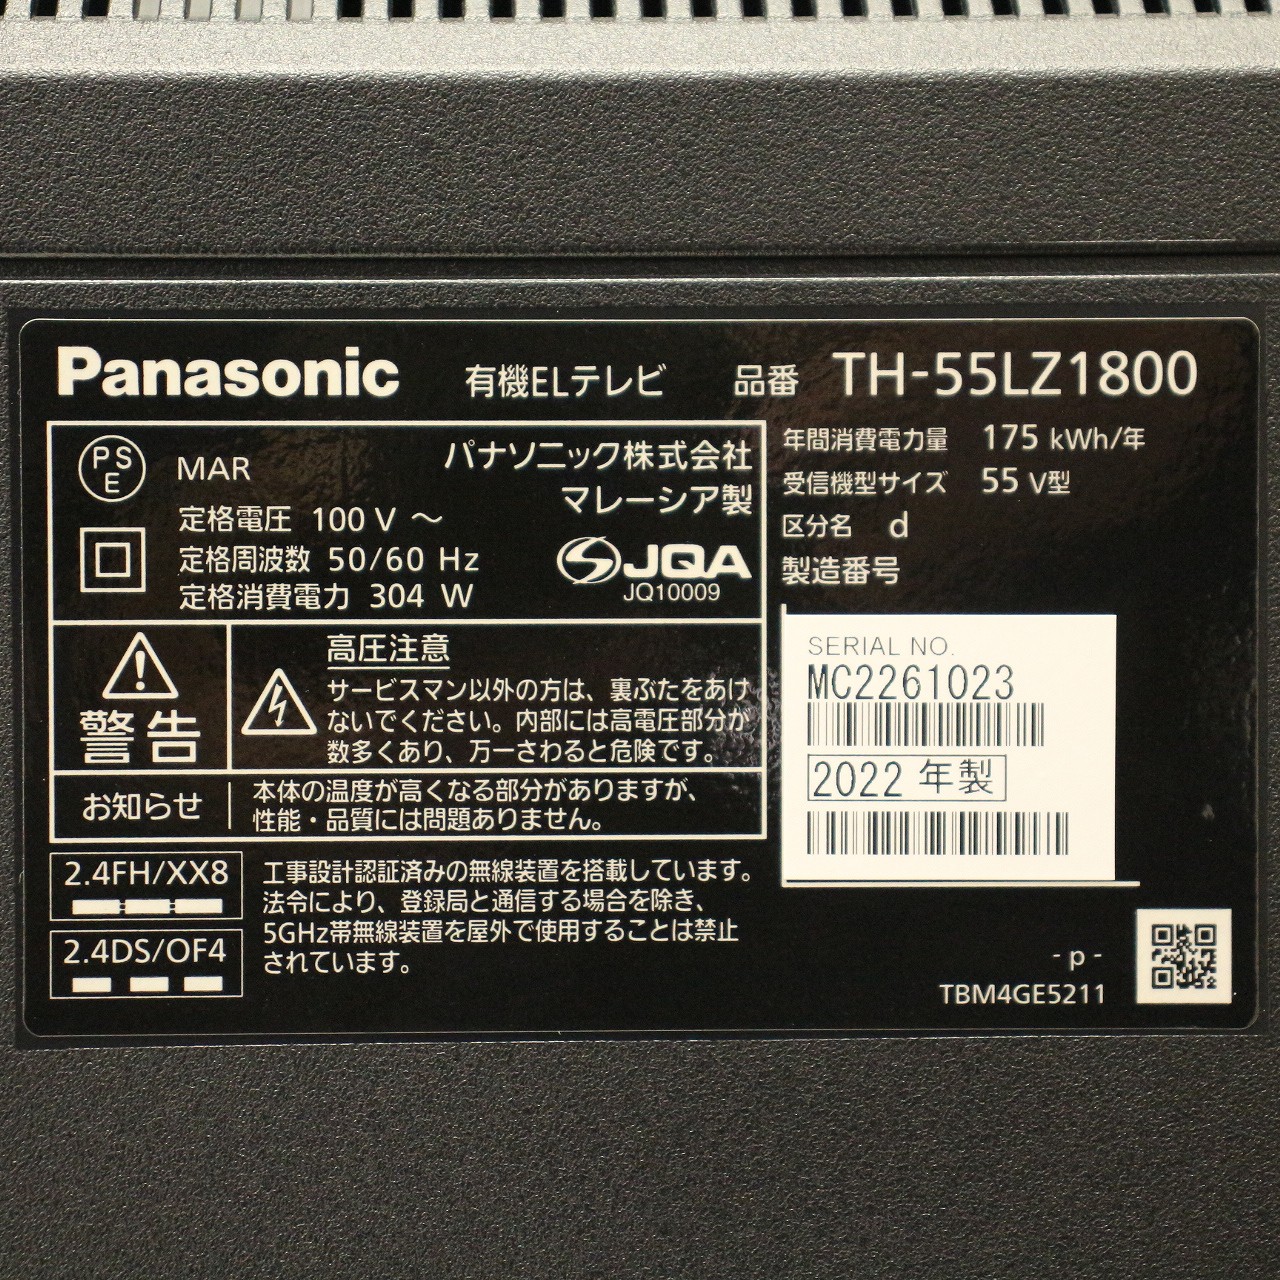 Panasonic 有機ELテレビ 品番 TH-55LZ1800
PSE MAR
パナソニック株式会社
マレーシア製
定格電圧 100 V ～
定格周波数 50/60 Hz
定格消費電力 304 W
JQA
JQ10009
年間消費電力量 175 kWh/年
受信機型サイズ 55 V型
区分名 d
製造番号
SERIAL NO.
MC2261023
2022 年製
警告
高圧注意
サービスマン以外の方は、裏ぶたをあけ
ないでください。内部には高電圧部分が
数多くあり、万一さわると危険です。
お知らせ
本体の温度が高くなる部分がありますが、
性能・品質には問題ありません。
2.4FH/XX8
2.4DS/OF4
工事設計認証済みの無線装置を搭載しています。
法令により、登録局と通信する場合を除き、
5GHz帯無線装置を屋外で使用することは禁止
されています。
- p -
TBM4GE5211